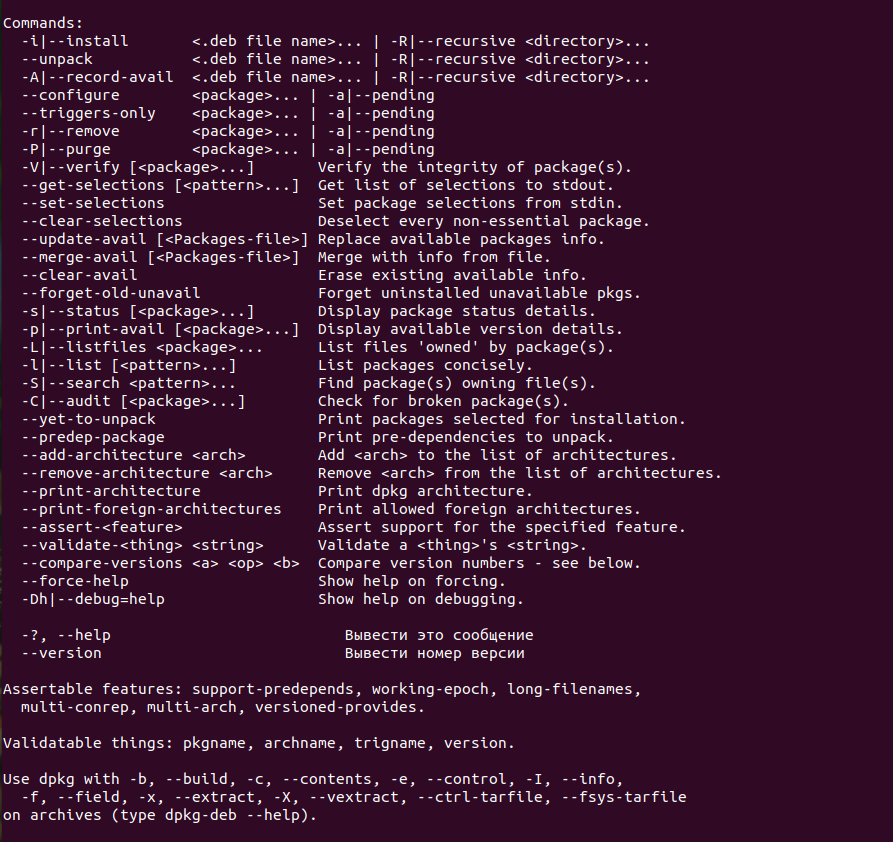 Commands:
  -i|--install       <.deb file name>... | -R|--recursive <directory>...
  --unpack           <.deb file name>... | -R|--recursive <directory>...
  -A|--record-avail  <.deb file name>... | -R|--recursive <directory>...
  --configure        <package>... | -a|--pending
  --triggers-only    <package>... | -a|--pending
  -r|--remove        <package>... | -a|--pending
  -P|--purge         <package>... | -a|--pending
  -V|--verify [<package>...]       Verify the integrity of package(s).
  --get-selections [<pattern>...]  Get list of selections to stdout.
  --set-selections                 Set package selections from stdin.
  --clear-selections               Deselect every non-essential package.
  --update-avail [<Packages-file>] Replace available packages info.
  --merge-avail [<Packages-file>]  Merge with info from file.
  --clear-avail                    Erase existing available info.
  --forget-old-unavail             Forget uninstalled unavailable pkgs.
  -s|--status [<package>...]       Display package status details.
  -p|--print-avail [<package>...]  Display available version details.
  -L|--listfiles <package>...      List files 'owned' by package(s).
  -l|--list [<pattern>...]         List packages concisely.
  -S|--search <pattern>...         Find package(s) owning file(s).
  -C|--audit [<package>...]        Check for broken package(s).
  --yet-to-unpack                  Print packages selected for installation.
  --predep-package                 Print pre-dependencies to unpack.
  --add-architecture <arch>        Add <arch> to the list of architectures.
  --remove-architecture <arch>     Remove <arch> from the list of architectures.
  --print-architecture             Print dpkg architecture.
  --print-foreign-architectures    Print allowed foreign architectures.
  --assert-<feature>               Assert support for the specified feature.
  --validate-<thing> <string>      Validate a <thing>'s <string>.
  --compare-versions <a> <op> <b>  Compare version numbers - see below.
  --force-help                     Show help on forcing.
  -Dh|--debug=help                 Show help on debugging.

  -?, --help                          Вывести это сообщение
  --version                           Вывести номер версии

Assertable features: support-predepends, working-epoch, long-filenames,
  multi-conrep, multi-arch, versioned-provides.

Validatable things: pkgname, archname, trigname, version.

Use dpkg with -b, --build, -c, --contents, -e, --control, -I, --info,
  -f, --field, -x, --extract, -X, --vextract, --ctrl-tarfile, --fsys-tarfile
on archives (type dpkg-deb --help).